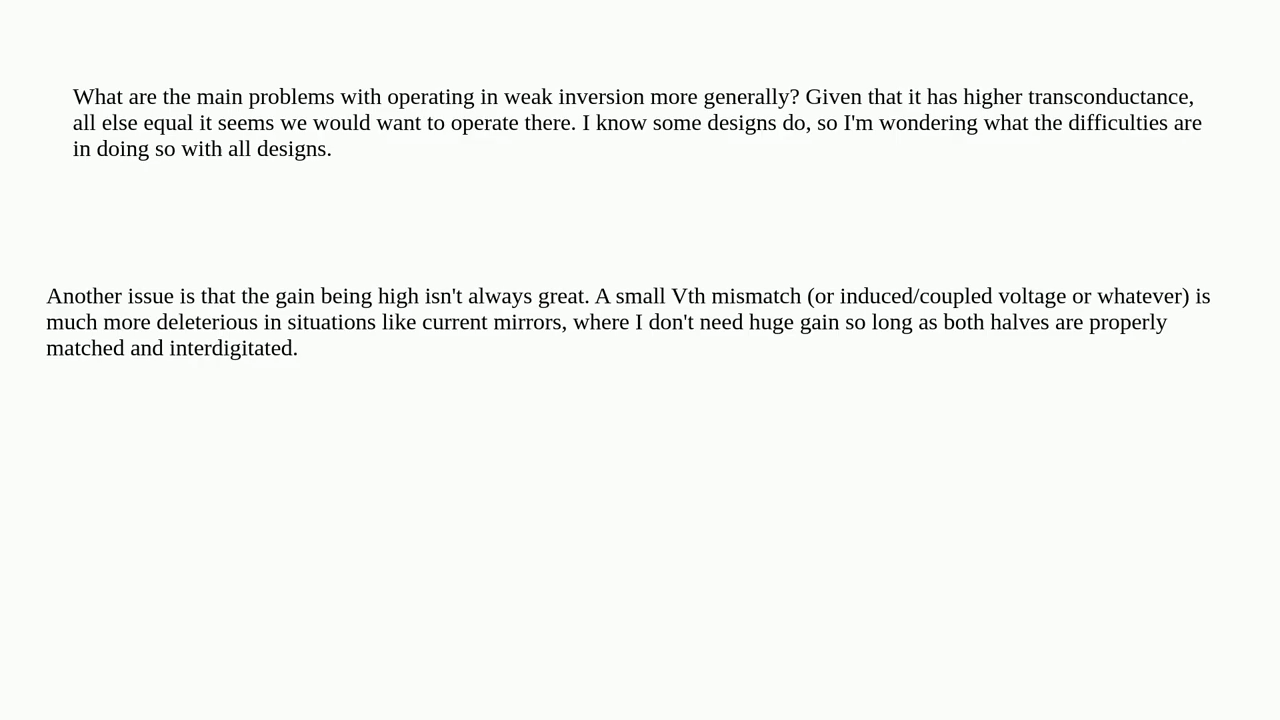 What are the main problems with operating in weak inversion more generally? Given that it has higher transconductance,
all else equal it seems we would want to operate there. I know some designs do, so I'm wondering what the difficulties are
in doing so with all designs.
Another issue is that the gain being high isn't always great. A small Vth mismatch (or induced/coupled voltage or whatever) is
much more deleterious in situations like current mirrors, where I don't need huge gain so long as both halves are properly
matched and interdigitated.